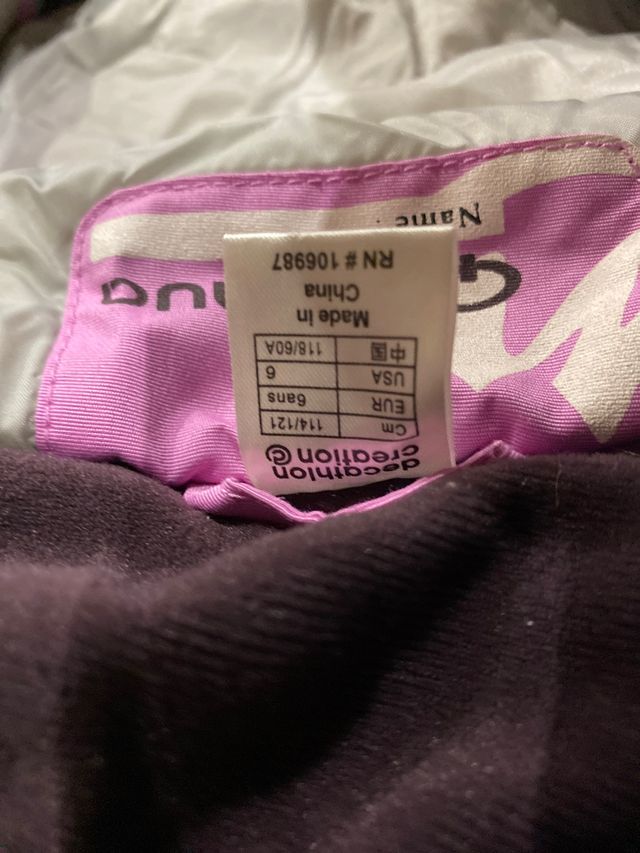 decathlon
creation ©
Cm 114/121
EUR 6ans
USA 6
中国 118/60A
Made in
China
RN # 106987
Name